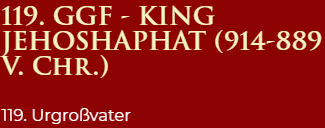 119. GGF - KING
JEHOSHAPHAT (914-889
V. CHR.)
119. Urgroßvater